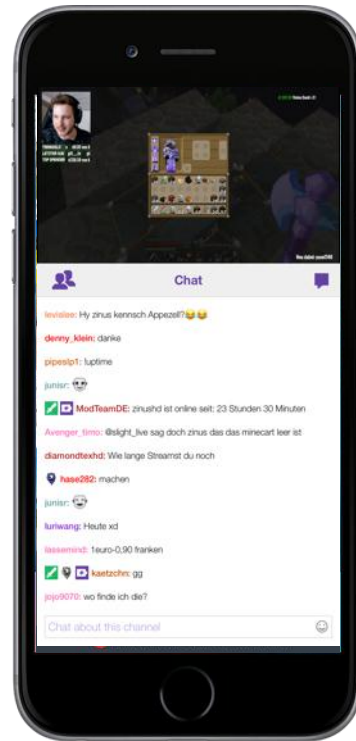 Chat
levislee: Hy zinus kennsch Appezell?😂😂
denny_klein: danke
pipeslp1: !uptime
junisr:
ModTeamDE: zinushd ist online seit: 23 Stunden 30 Minuten
Avenger_timo: @slight_live sag doch zinus das das minecart leer ist
diamondtexhd: Wie lange Streamst du noch
hase282: machen
junisr:
luriwang: Heute xd
lassemind: 1euro-0,90 franken
kaetzchn: gg
jojo9070: wo finde ich die?
Chat about this channel